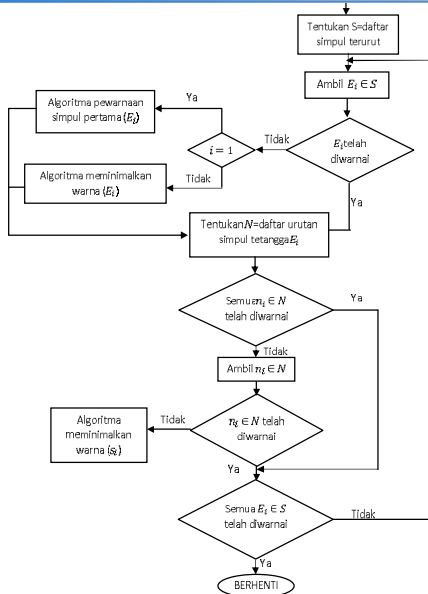 Tentukan S=daftar
simpul terurut
Ambil E_i ∈ S
Algoritma pewarnaan
simpul pertama (E_i)
Ya
E_i telah
diwarnai
Tidak
i = 1
Algoritma meminimalkan
warna (E_i)
Tidak
Ya
Tentukan N=daftar urutan
simpul tetangga E_i
Semua n_i ∈ N
telah diwarnai
Ya
Tidak
Ambil n_i ∈ N
Algoritma
meminimalkan
warna (s_i)
Tidak
n_i ∈ N telah
diwarnai
Ya
Semua E_i ∈ S
telah diwarnai
Tidak
Ya
BERHENTI